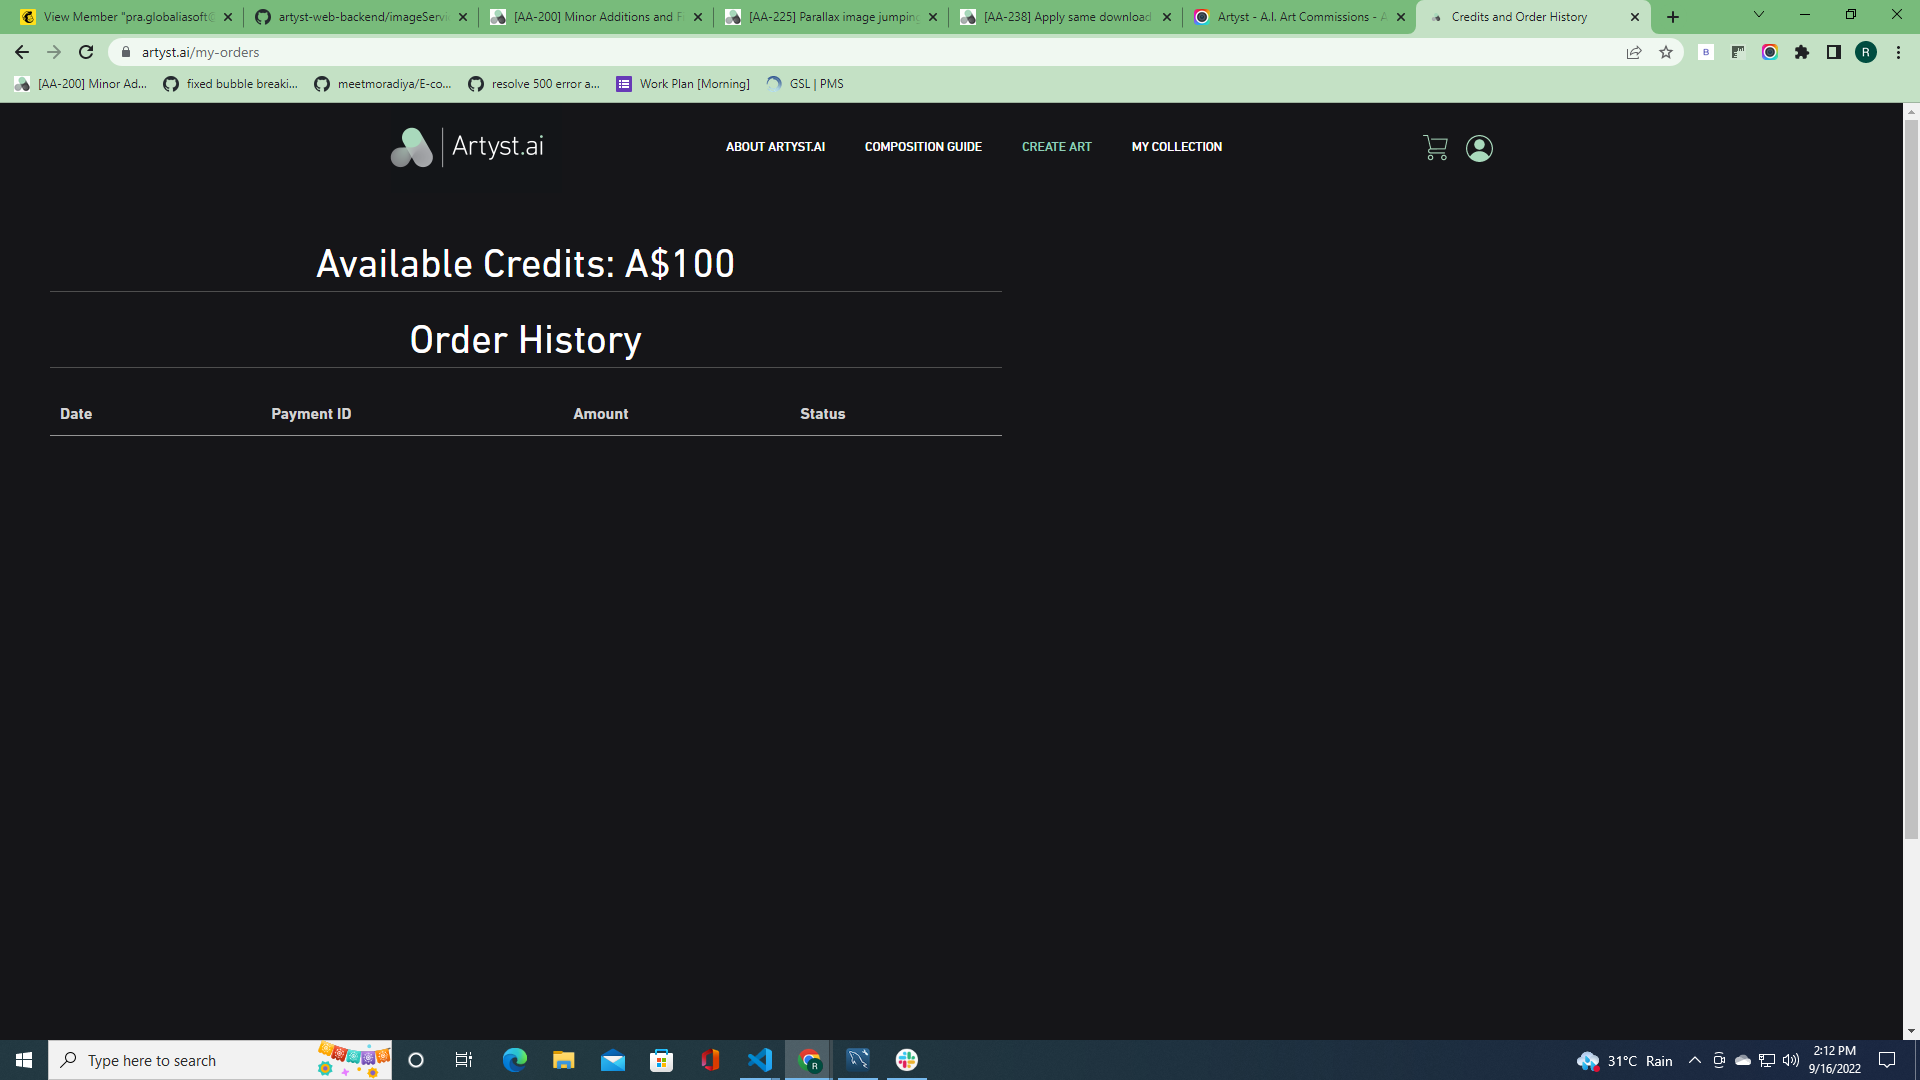 View Member "pra.globaliasoft@
artyst-web-backend/imageServi
[AA-200] Minor Additions and F
[AA-225] Parallax image jumping
[AA-238] Apply same download
Artyst - A.I. Art Commissions - A
Credits and Order History
artyst.ai/my-orders
B
R
[AA-200] Minor Ad...
fixed bubble breaki...
meetmoradiya/E-co...
resolve 500 error a...
Work Plan [Morning]
GSL | PMS
Artyst.ai
ABOUT ARTYST.AI
COMPOSITION GUIDE
CREATE ART
MY COLLECTION
Available Credits: A$100
Order History
Date Payment ID Amount Status
Type here to search
R
31°C Rain
2:12 PM
9/16/2022